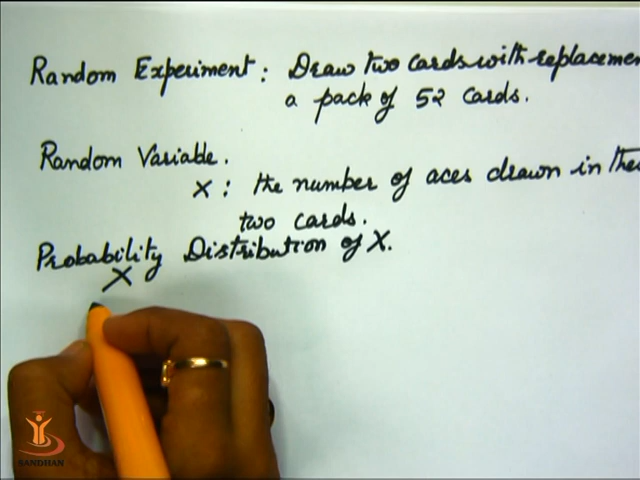 Random Experiment: Draw two cards with replacemen
a pack of 52 cards.
Random Variable.
X: the number of aces drawn in the
two cards.
Probability Distribution of X.
X
SANDHAN